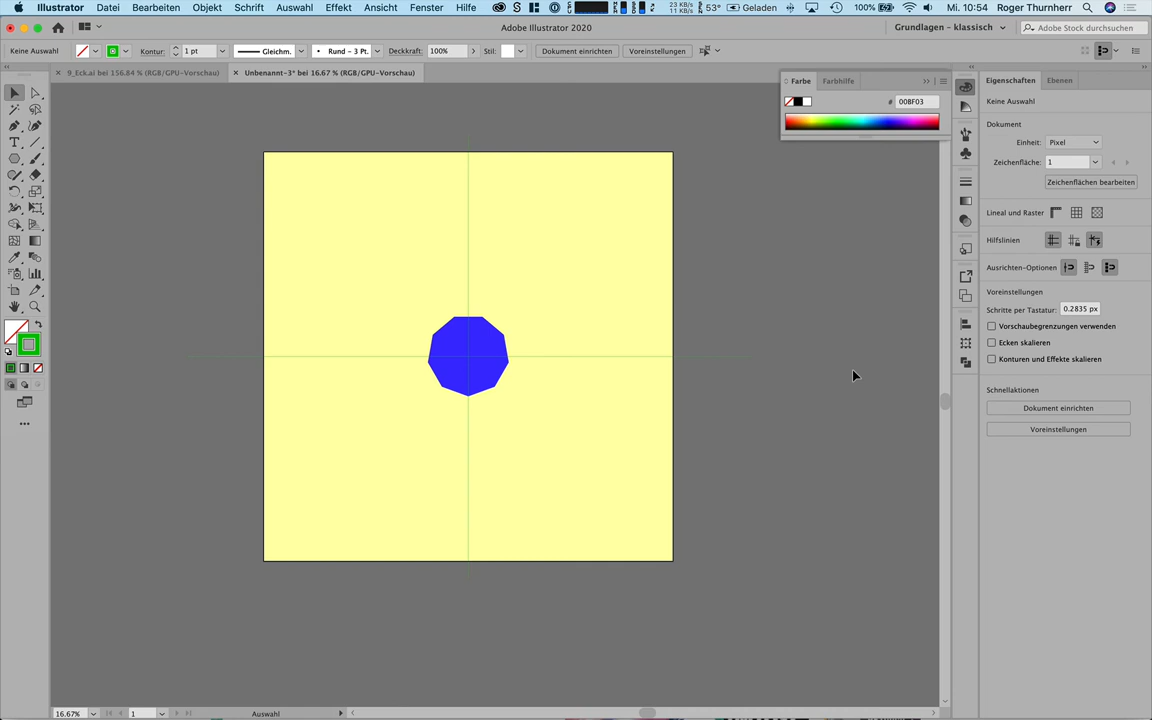 Illustrator Datei Bearbeiten Objekt Schrift Auswahl Effekt Ansicht Fenster Hilfe 23 KB/s 11 KB/s 53° Geladen 100% Mi. 10:54 Roger Thurnherr
Adobe Illustrator 2020 Grundlagen – klassisch Adobe Stock durchsuchen
Keine Auswahl Kontur: 1 pt Gleichm. Rund – 3 Pt. Deckkraft: 100% Stil: Dokument einrichten Voreinstellungen
9_Eck.ai bei 156.84 % (RGB/GPU-Vorschau) Unbenannt-3* bei 16.67 % (RGB/GPU-Vorschau)
Farbe Farbhilfe
# 00BF03
Eigenschaften Ebenen
Keine Auswahl
Dokument
Einheit: Pixel
Zeichenfläche: 1
Zeichenflächen bearbeiten
Lineal und Raster
Hilfslinien
Ausrichten-Optionen
Voreinstellungen
Schritte per Tastatur: 0.2835 px
Vorschaubegrenzungen verwenden
Ecken skalieren
Konturen und Effekte skalieren
Schnellaktionen
Dokument einrichten
Voreinstellungen
16.67% 1 Auswahl